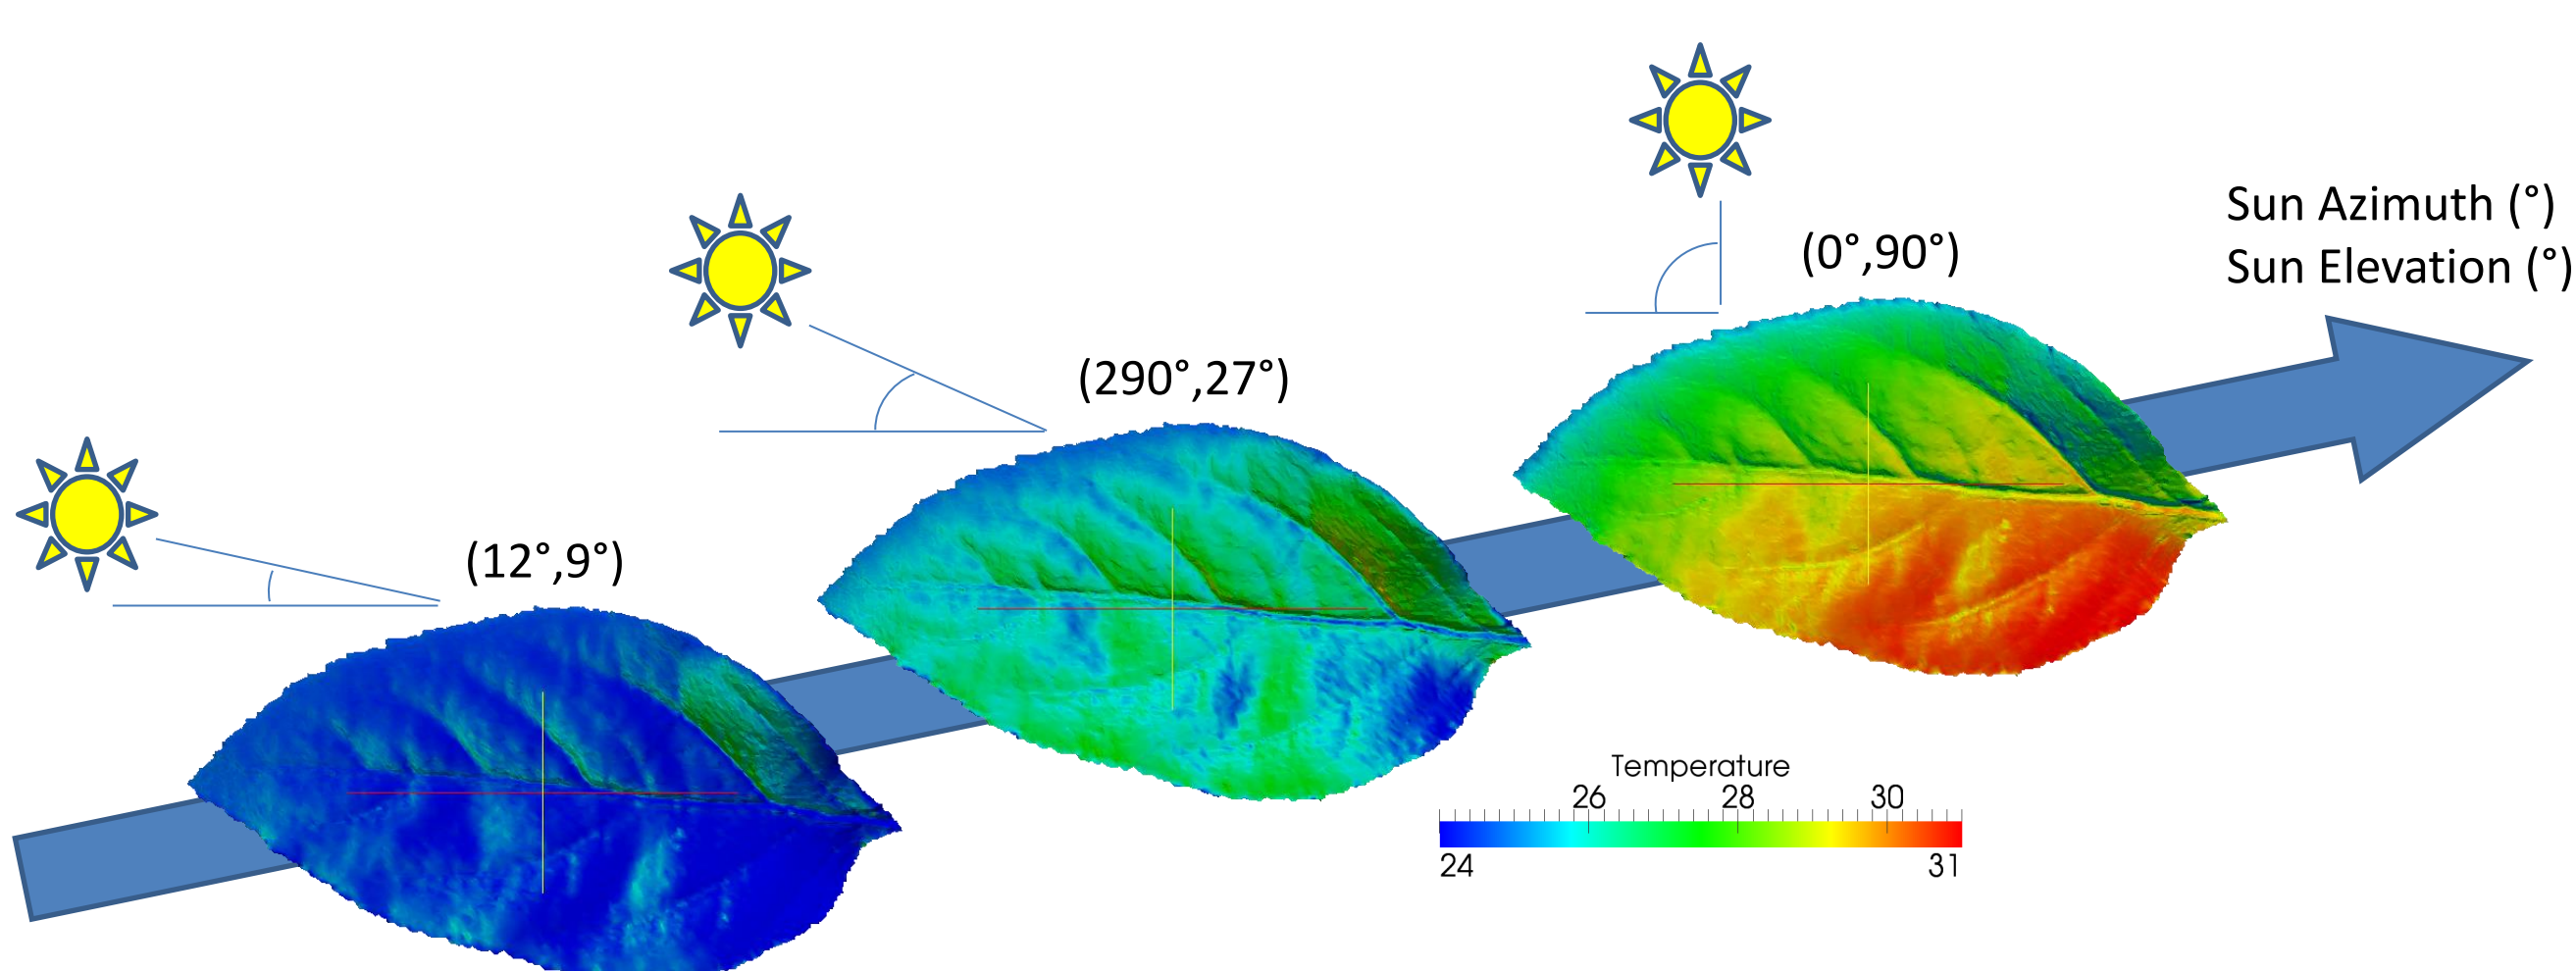 Sun Azimuth (°)
Sun Elevation (°)
(0°,90°)
(290°,27°)
(12°,9°)
Temperature
26 28 30
24 31